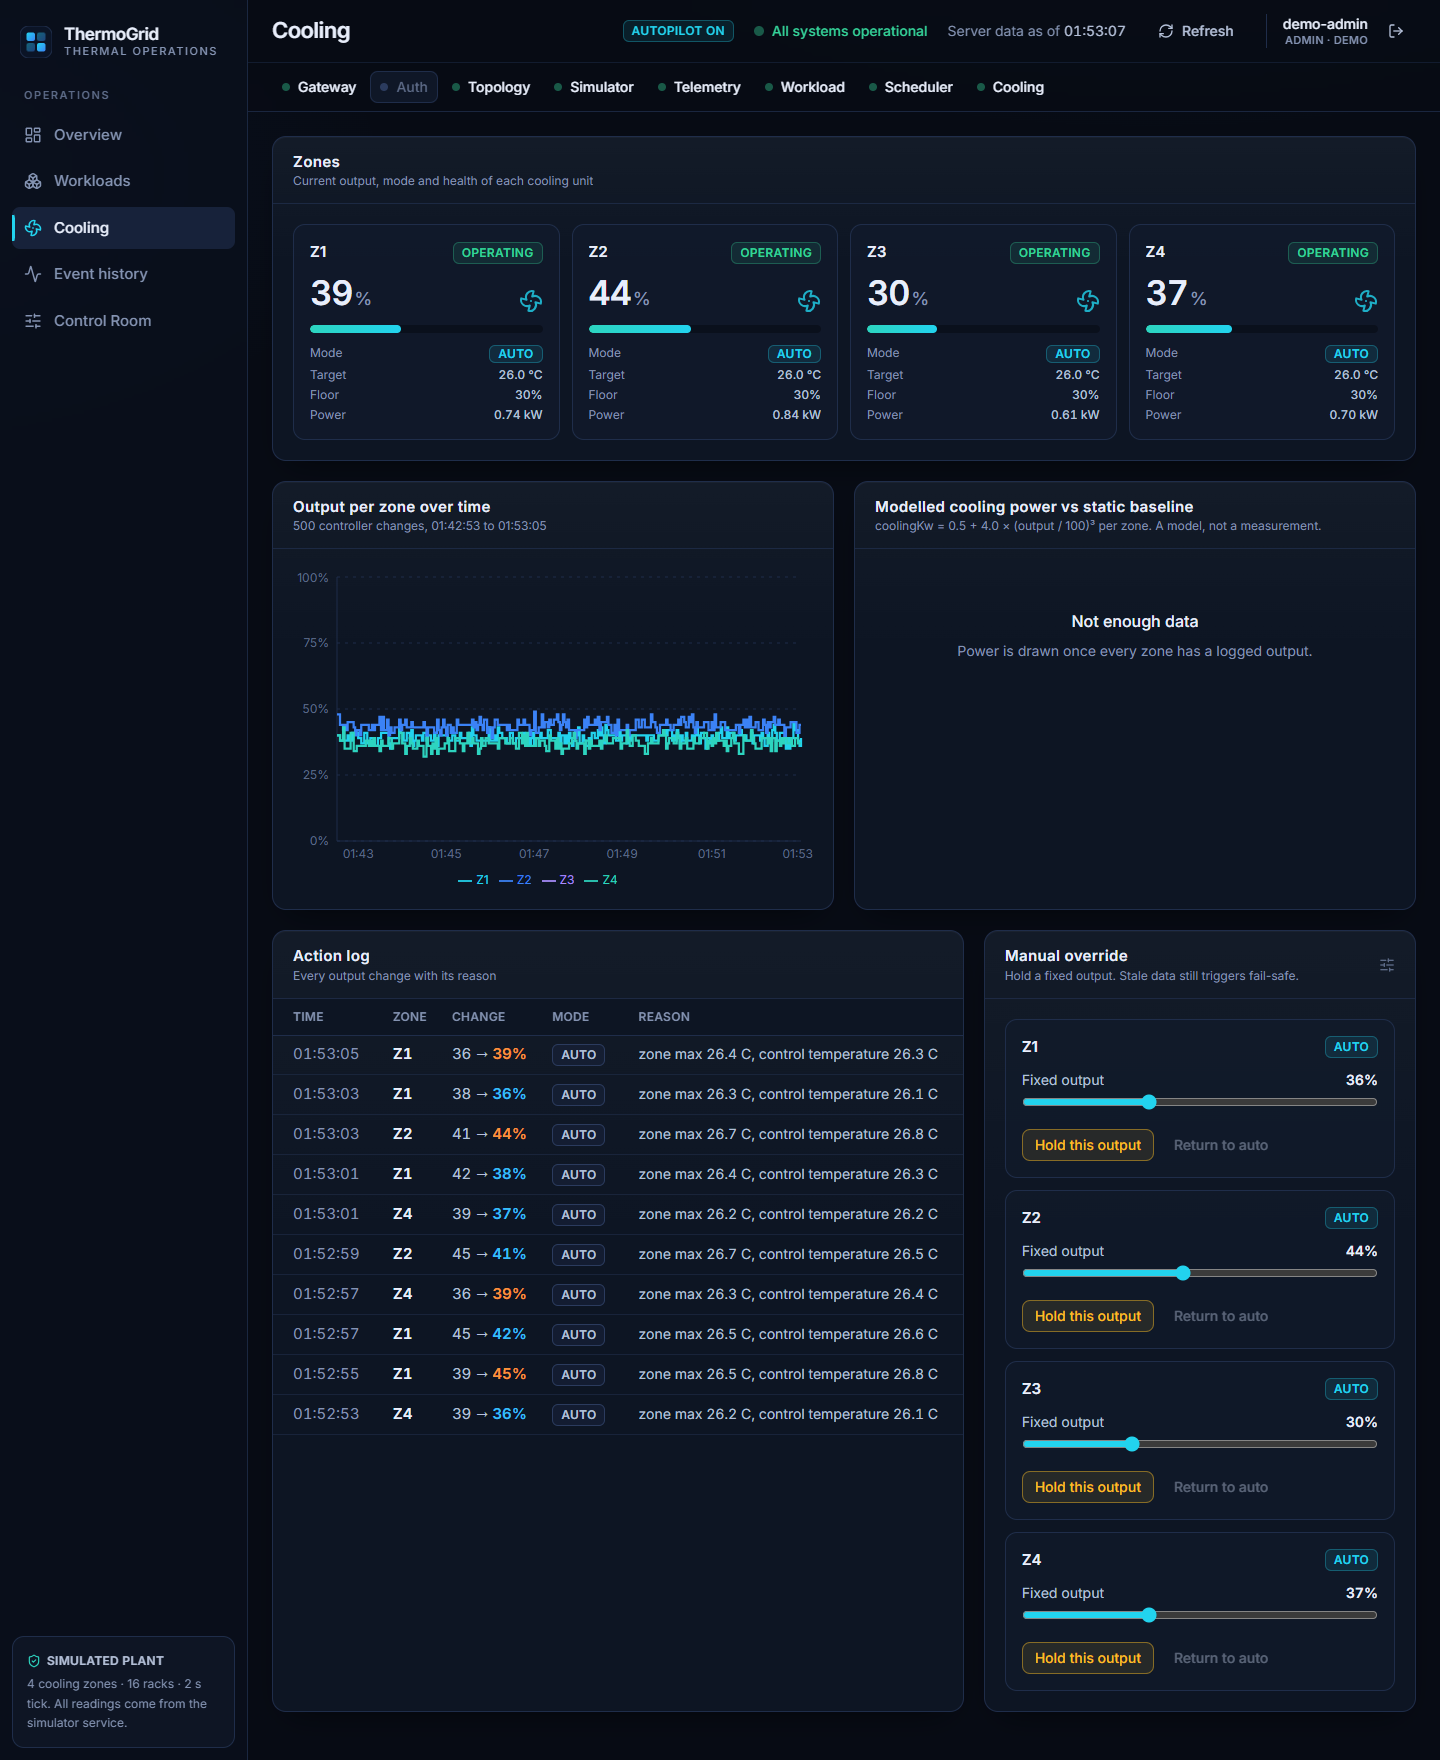 ThermoGrid
THERMAL OPERATIONS
OPERATIONS
Overview
Workloads
Cooling
Event history
Control Room
SIMULATED PLANT
4 cooling zones · 16 racks · 2 s
tick. All readings come from the
simulator service.
Cooling
AUTOPILOT ON
All systems operational
Server data as of 01:53:07
Refresh
demo-admin
ADMIN · DEMO
Gateway Auth Topology Simulator Telemetry Workload Scheduler Cooling
Zones
Current output, mode and health of each cooling unit
Z1 OPERATING
39%
Mode AUTO
Target 26.0 °C
Floor 30%
Power 0.74 kW
Z2 OPERATING
44%
Mode AUTO
Target 26.0 °C
Floor 30%
Power 0.84 kW
Z3 OPERATING
30%
Mode AUTO
Target 26.0 °C
Floor 30%
Power 0.61 kW
Z4 OPERATING
37%
Mode AUTO
Target 26.0 °C
Floor 30%
Power 0.70 kW
Output per zone over time
500 controller changes, 01:42:53 to 01:53:05
100%
75%
50%
25%
0%
01:43 01:45 01:47 01:49 01:51 01:53
Z1 Z2 Z3 Z4
Modelled cooling power vs static baseline
coolingKw = 0.5 + 4.0 × (output / 100)³ per zone. A model, not a measurement.
Not enough data
Power is drawn once every zone has a logged output.
Action log
Every output change with its reason
TIME ZONE CHANGE MODE REASON
01:53:05 Z1 36 → 39% AUTO zone max 26.4 C, control temperature 26.3 C
01:53:03 Z1 38 → 36% AUTO zone max 26.3 C, control temperature 26.1 C
01:53:03 Z2 41 → 44% AUTO zone max 26.7 C, control temperature 26.8 C
01:53:01 Z1 42 → 38% AUTO zone max 26.4 C, control temperature 26.3 C
01:53:01 Z4 39 → 37% AUTO zone max 26.2 C, control temperature 26.2 C
01:52:59 Z2 45 → 41% AUTO zone max 26.7 C, control temperature 26.5 C
01:52:57 Z4 36 → 39% AUTO zone max 26.3 C, control temperature 26.4 C
01:52:57 Z1 45 → 42% AUTO zone max 26.5 C, control temperature 26.6 C
01:52:55 Z1 39 → 45% AUTO zone max 26.5 C, control temperature 26.8 C
01:52:53 Z4 39 → 36% AUTO zone max 26.2 C, control temperature 26.1 C
Manual override
Hold a fixed output. Stale data still triggers fail-safe.
Z1 AUTO
Fixed output 36%
Hold this output Return to auto
Z2 AUTO
Fixed output 44%
Hold this output Return to auto
Z3 AUTO
Fixed output 30%
Hold this output Return to auto
Z4 AUTO
Fixed output 37%
Hold this output Return to auto